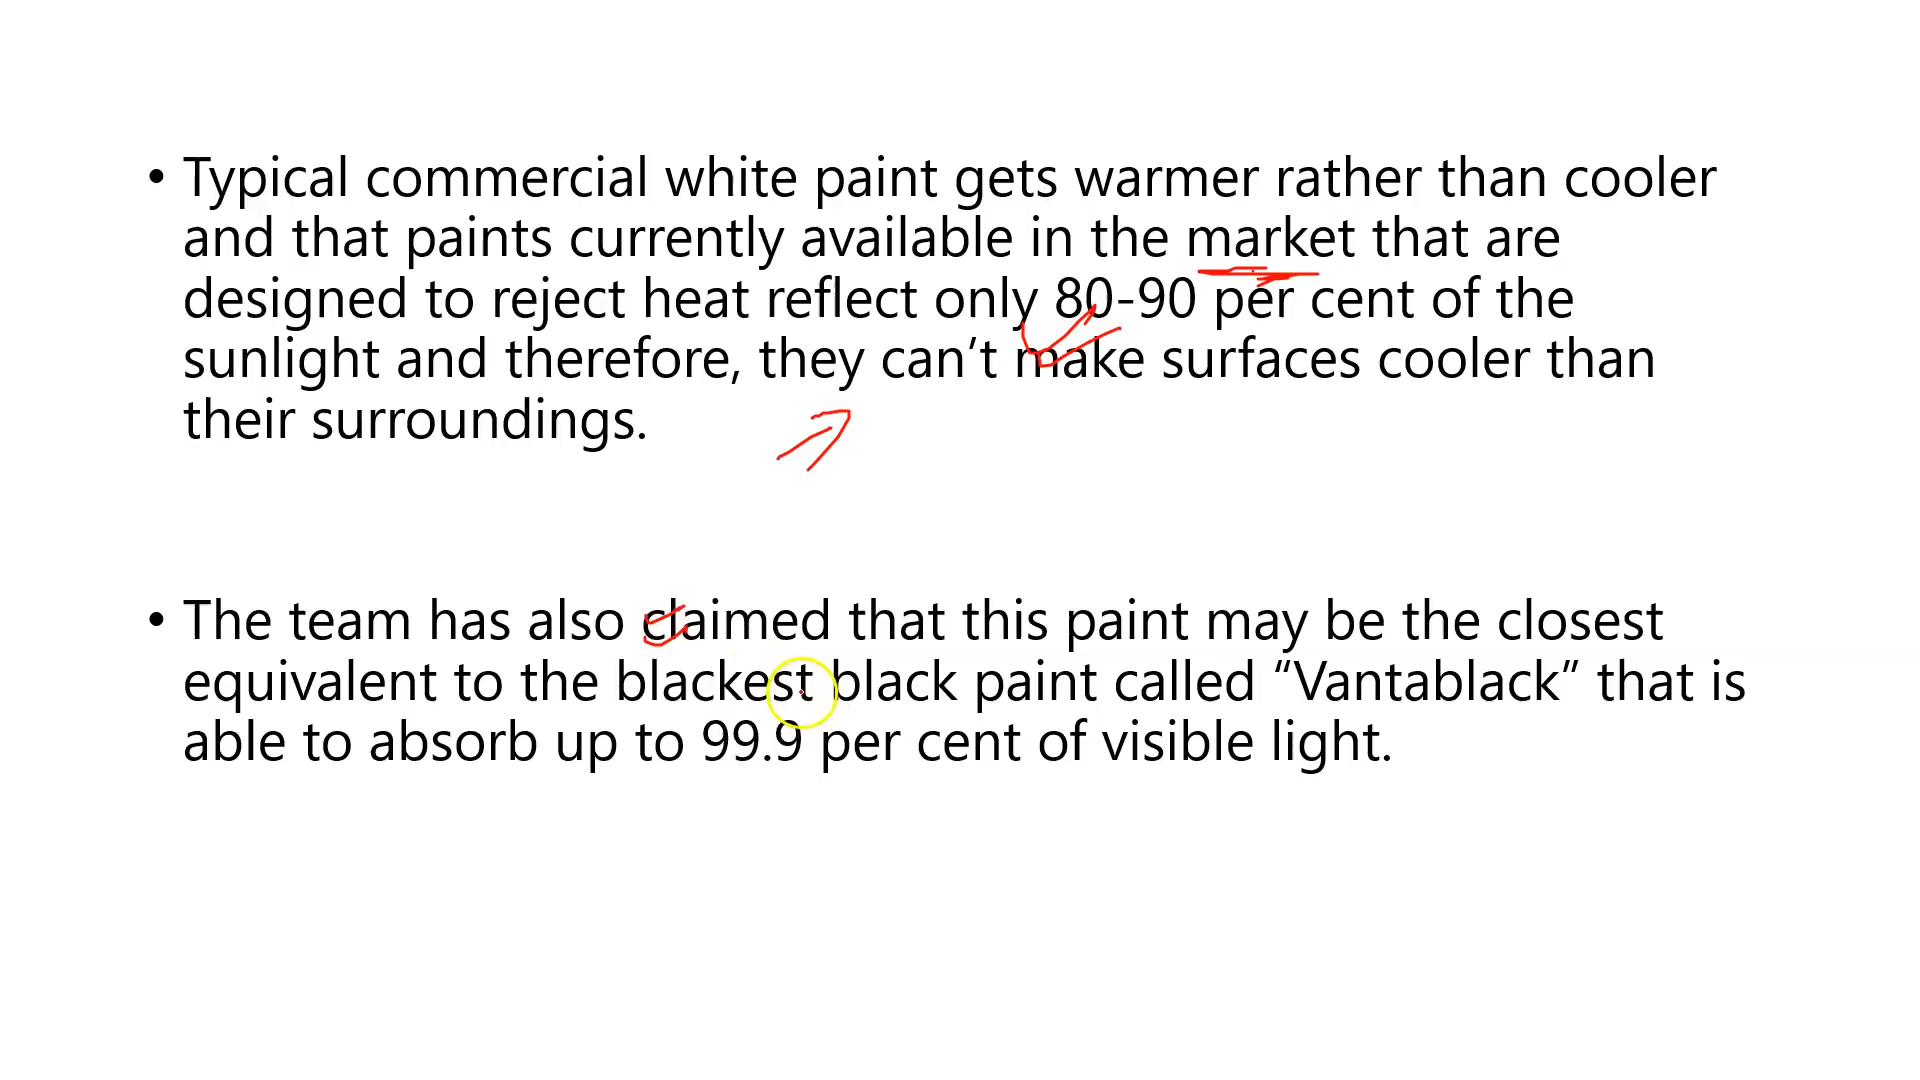 • Typical commercial white paint gets warmer rather than cooler
and that paints currently available in the market that are
designed to reject heat reflect only 80-90 per cent of the
sunlight and therefore, they can’t make surfaces cooler than
their surroundings.
• The team has also claimed that this paint may be the closest
equivalent to the blackest black paint called “Vantablack” that is
able to absorb up to 99.9 per cent of visible light.